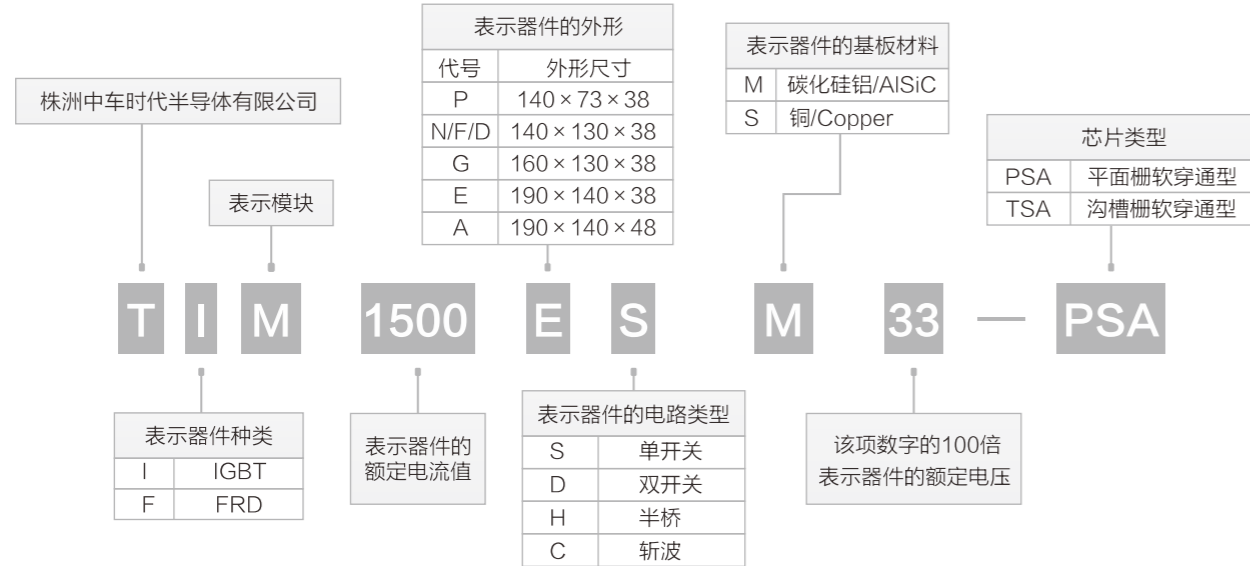 表示器件的外形
代号 外形尺寸
P 140×73×38
N/F/D 140×130×38
G 160×130×38
E 190×140×38
A 190×140×48
表示器件的基板材料
M 碳化硅铝/AlSiC
S 铜/Copper
株洲中车时代半导体有限公司
表示模块
芯片类型
PSA 平面栅软穿通型
TSA 沟槽栅软穿通型
T I M 1500 E S M 33 — PSA
表示器件种类
I IGBT
F FRD
表示器件的
额定电流值
表示器件的电路类型
S 单开关
D 双开关
H 半桥
C 斩波
该项数字的100倍
表示器件的额定电压